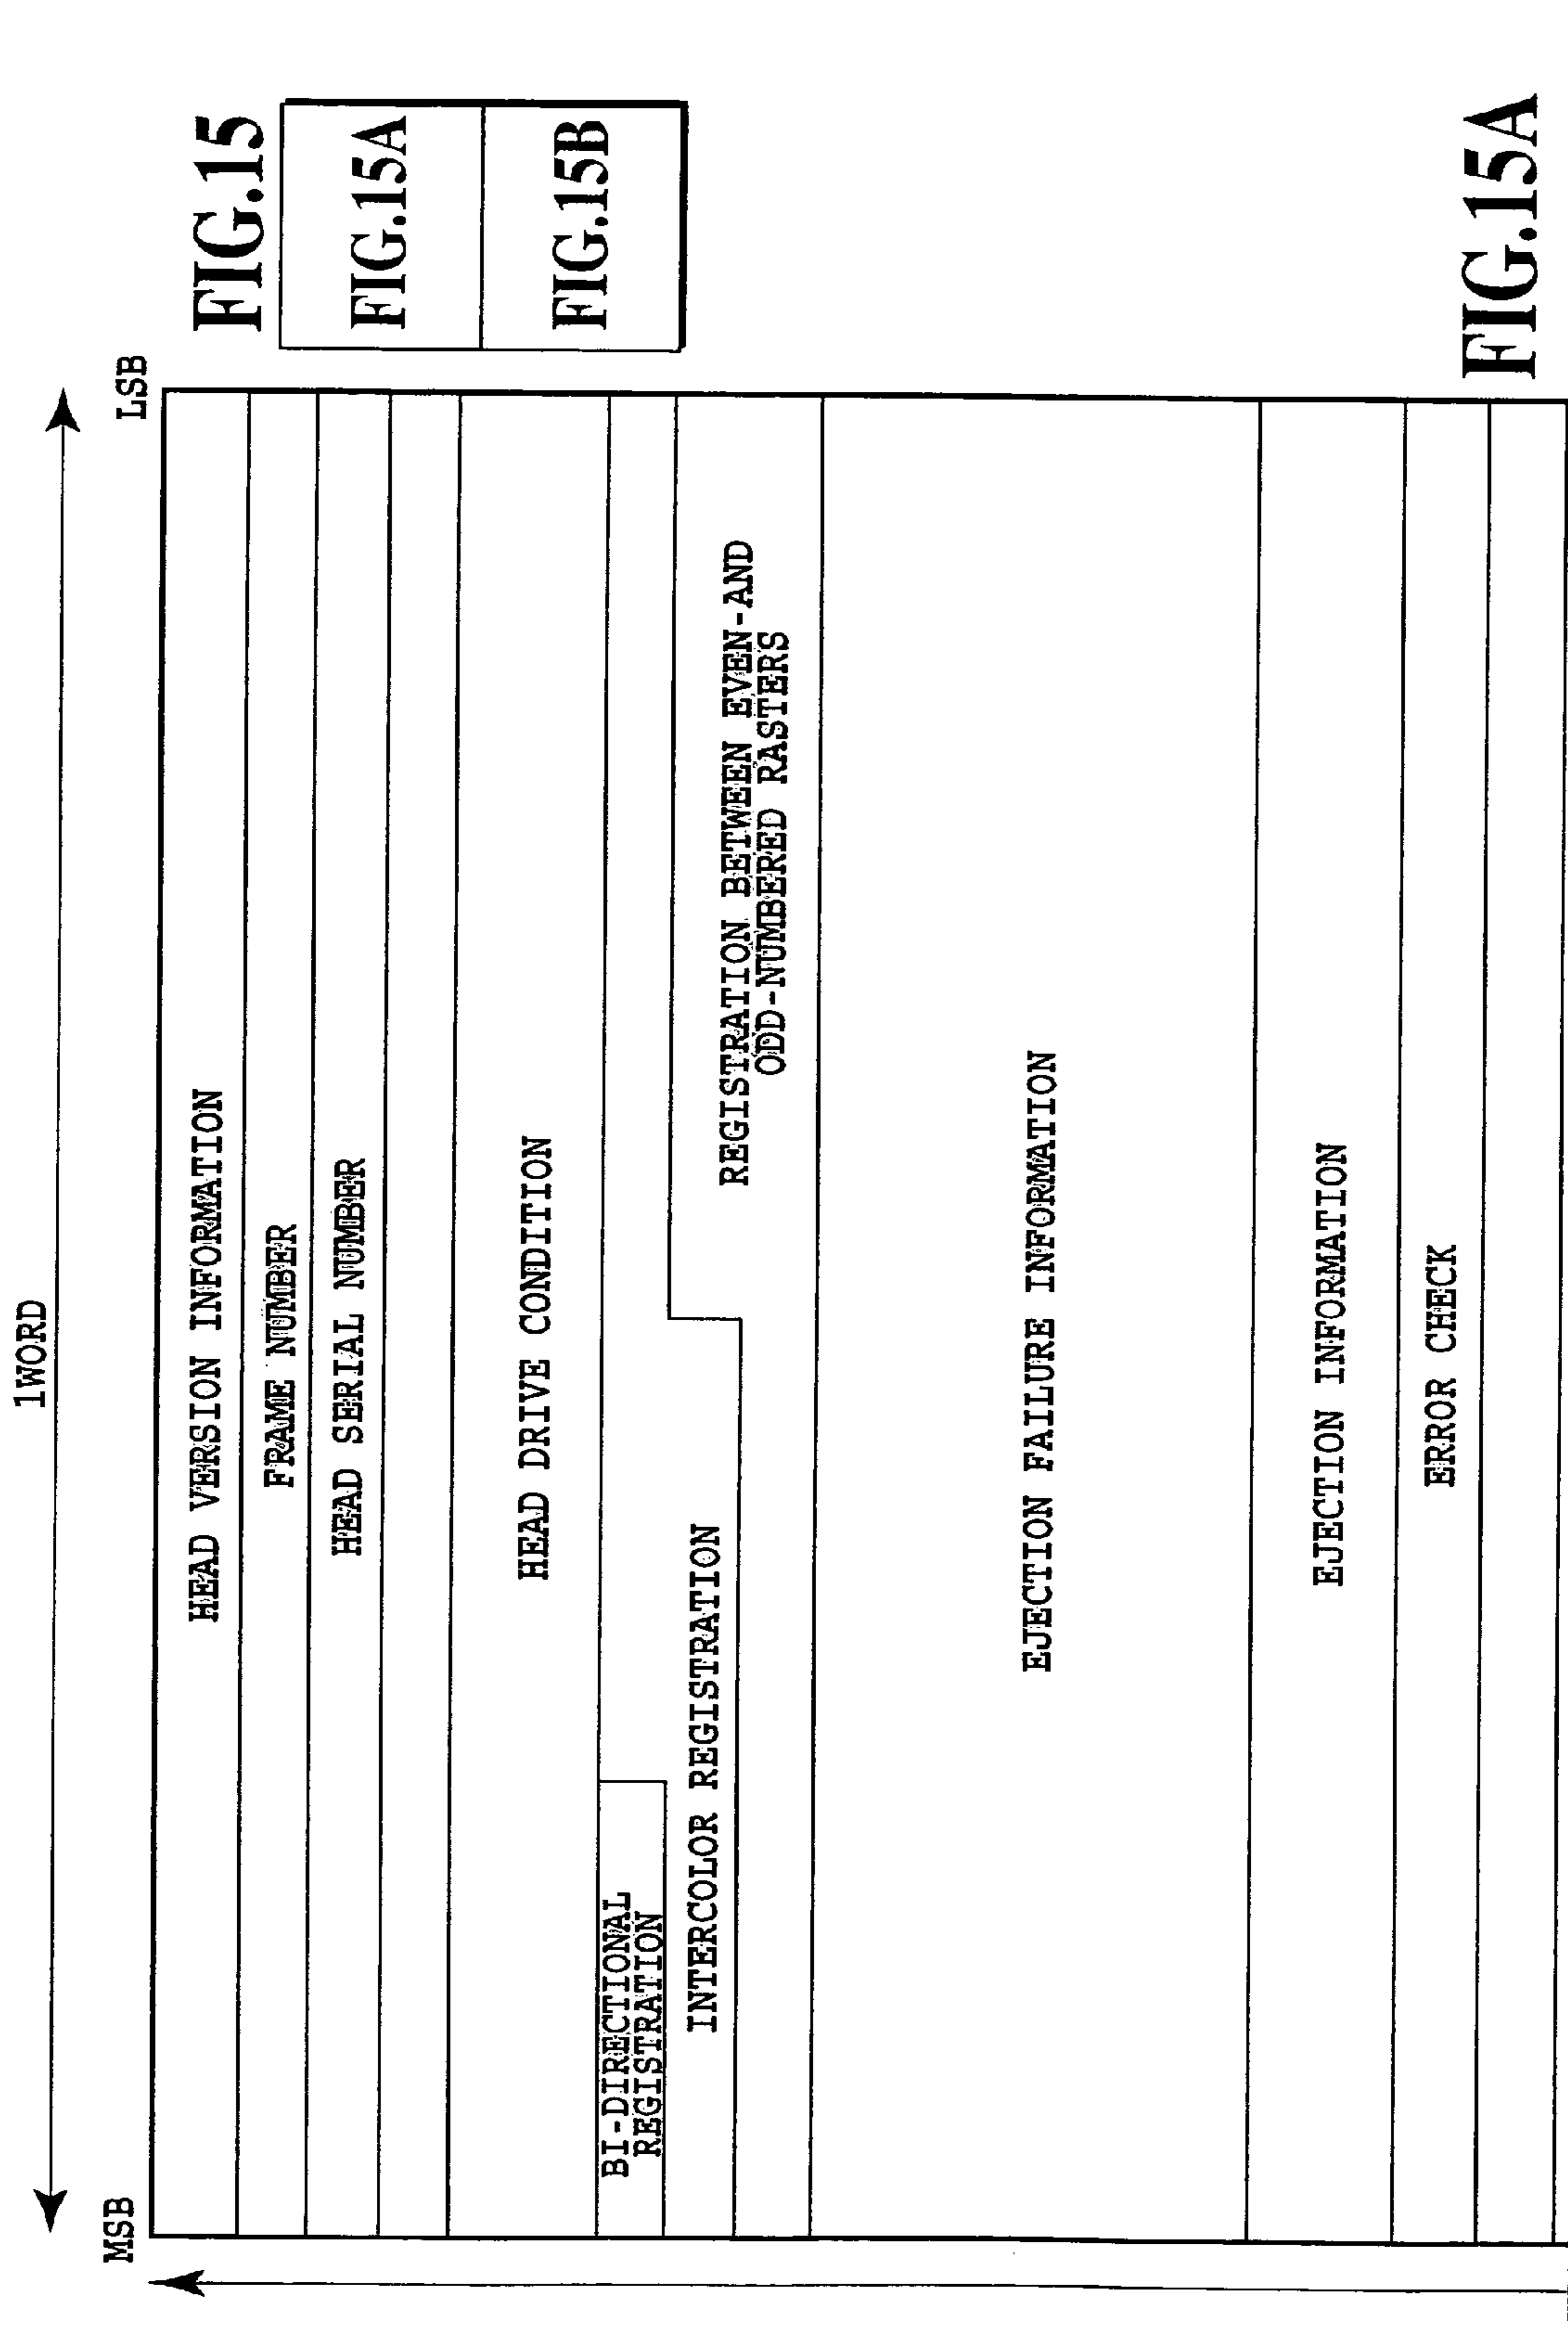 FIG.15
FIG.15A
FIG.15B
1WORD
MSB
LSB
HEAD VERSION INFORMATION
FRAME NUMBER
HEAD SERIAL NUMBER
HEAD DRIVE CONDITION
BI-DIRECTIONAL
REGISTRATION
INTERCOLOR REGISTRATION
REGISTRATION BETWEEN EVEN-AND
ODD-NUMBERED RASTERS
EJECTION FAILURE INFORMATION
EJECTION INFORMATION
ERROR CHECK
FIG.15A